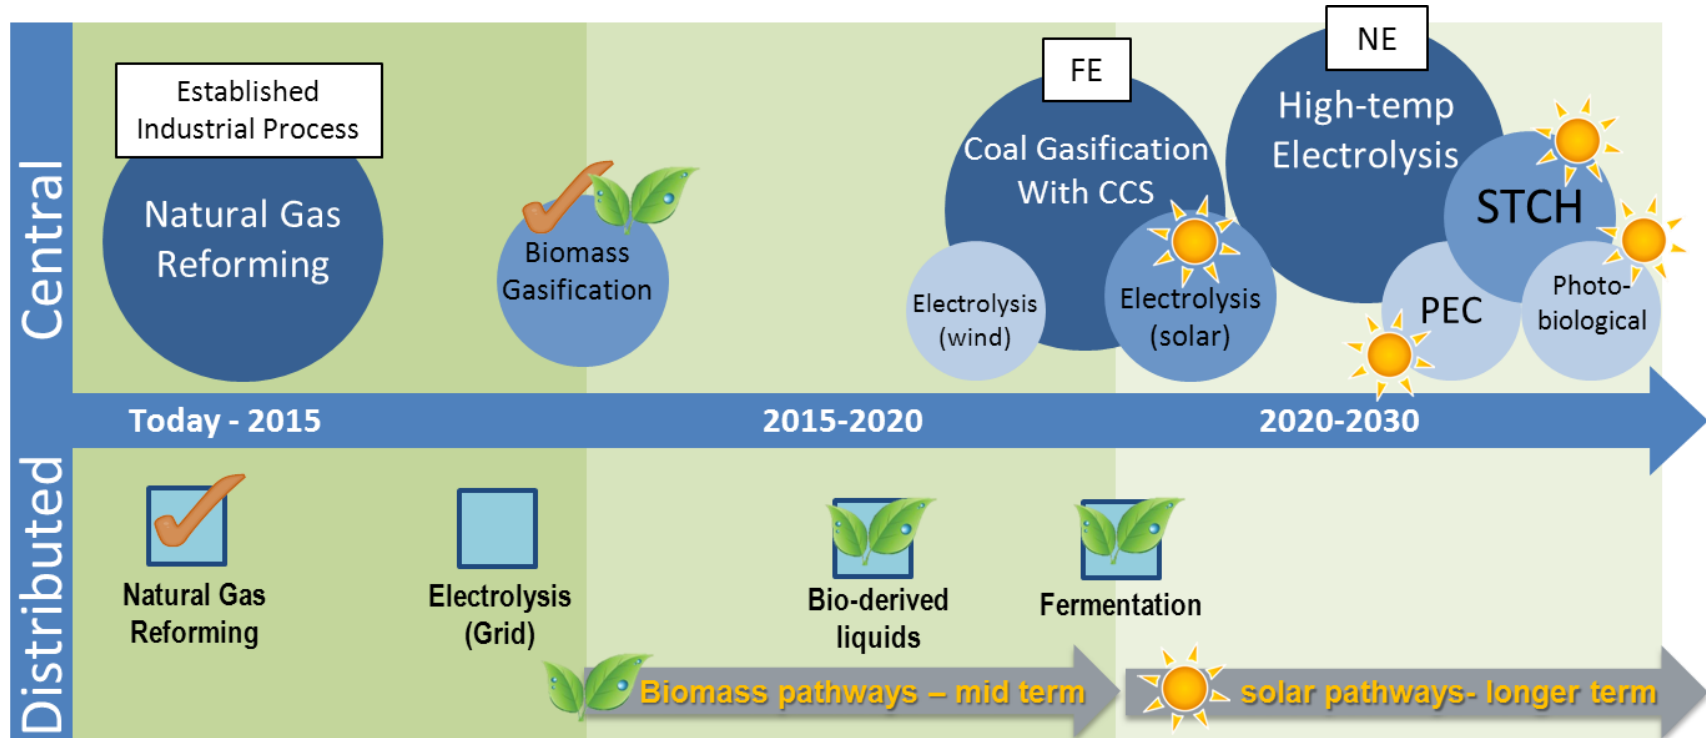 Central
Established
Industrial Process
Natural Gas
Reforming
Biomass
Gasification
FE
Coal Gasification
With CCS
Electrolysis
(wind)
Electrolysis
(solar)
NE
High-temp
Electrolysis
STCH
PEC
Photo-
biological
Today - 2015
2015-2020
2020-2030
Distributed
Natural Gas
Reforming
Electrolysis
(Grid)
Bio-derived
liquids
Fermentation
Biomass pathways – mid term
solar pathways- longer term